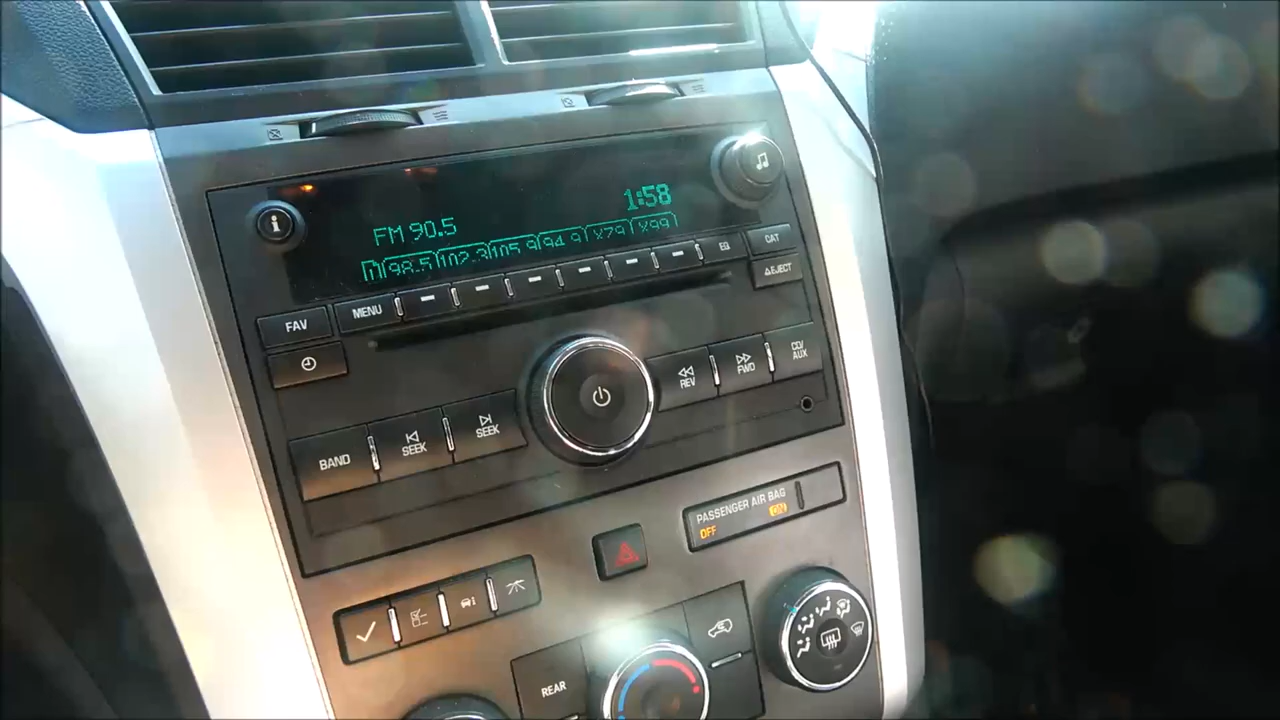 1:58
FM 90.5
1 98.5 102.3 105.9 94.9 X79 X99
CAT
EQ
EJECT
MENU
FAV
REV
FWD
CD/
AUX
BAND
SEEK
SEEK
PASSENGER AIR BAG
OFF ON
REAR